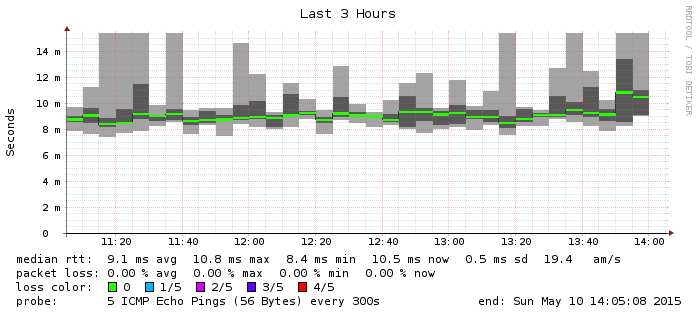 Last 3 Hours
RRDTOOL / TOBI OETIKER
Seconds
14 m
12 m
10 m
8 m
6 m
4 m
2 m
0
11:20 11:40 12:00 12:20 12:40 13:00 13:20 13:40 14:00
median rtt: 9.1 ms avg 10.8 ms max 8.4 ms min 10.5 ms now 0.5 ms sd 19.4 am/s
packet loss: 0.00 % avg 0.00 % max 0.00 % min 0.00 % now
loss color: 0 1/5 2/5 3/5 4/5
probe: 5 ICMP Echo Pings (56 Bytes) every 300s end: Sun May 10 14:05:08 2015